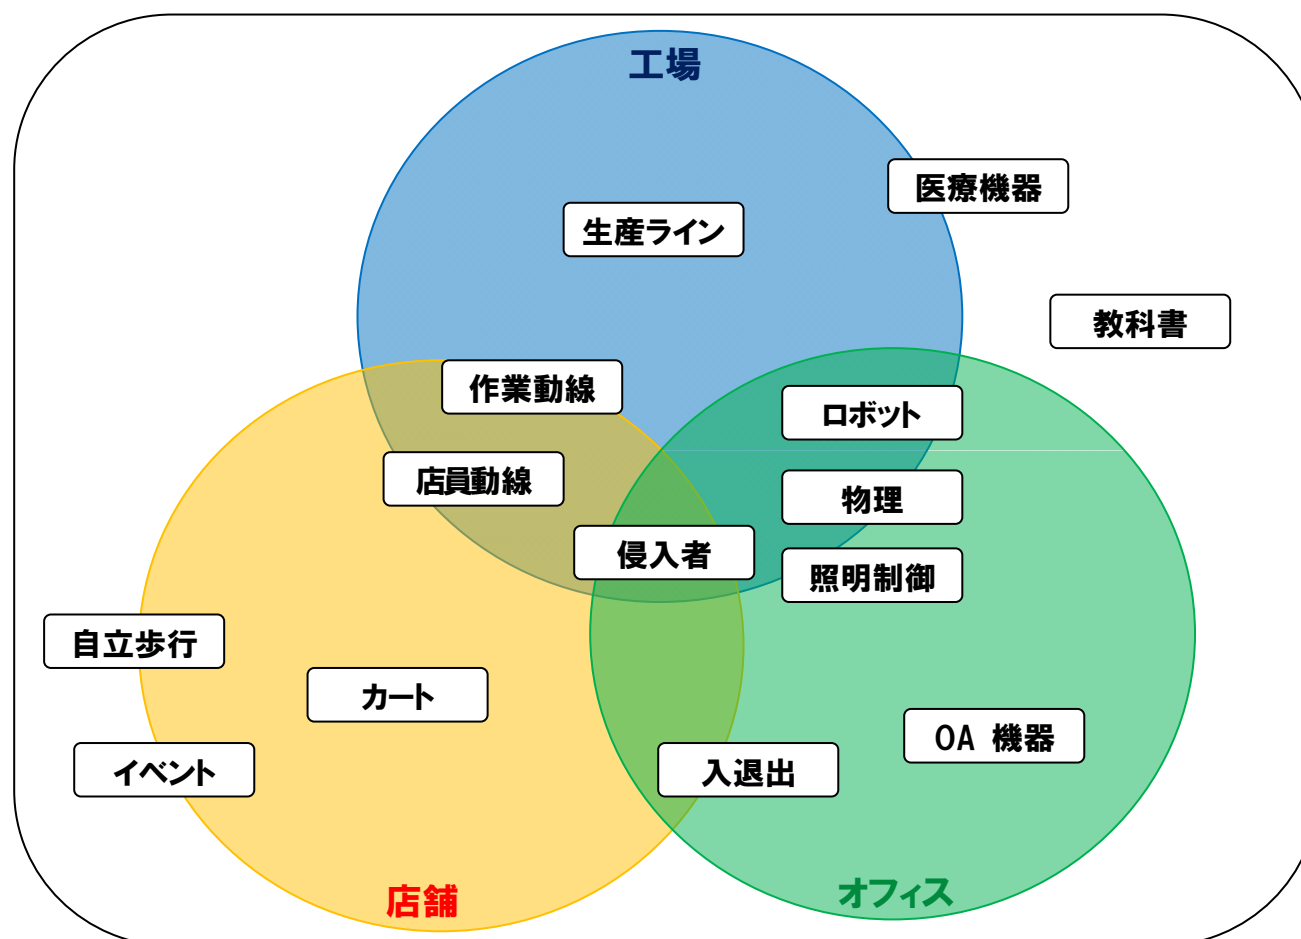 工場
医療機器
生産ライン
教科書
作業動線
ロボット
店員動線
物理
侵入者
照明制御
自立歩行
カート
OA 機器
イベント
入退出
店舗
オフィス